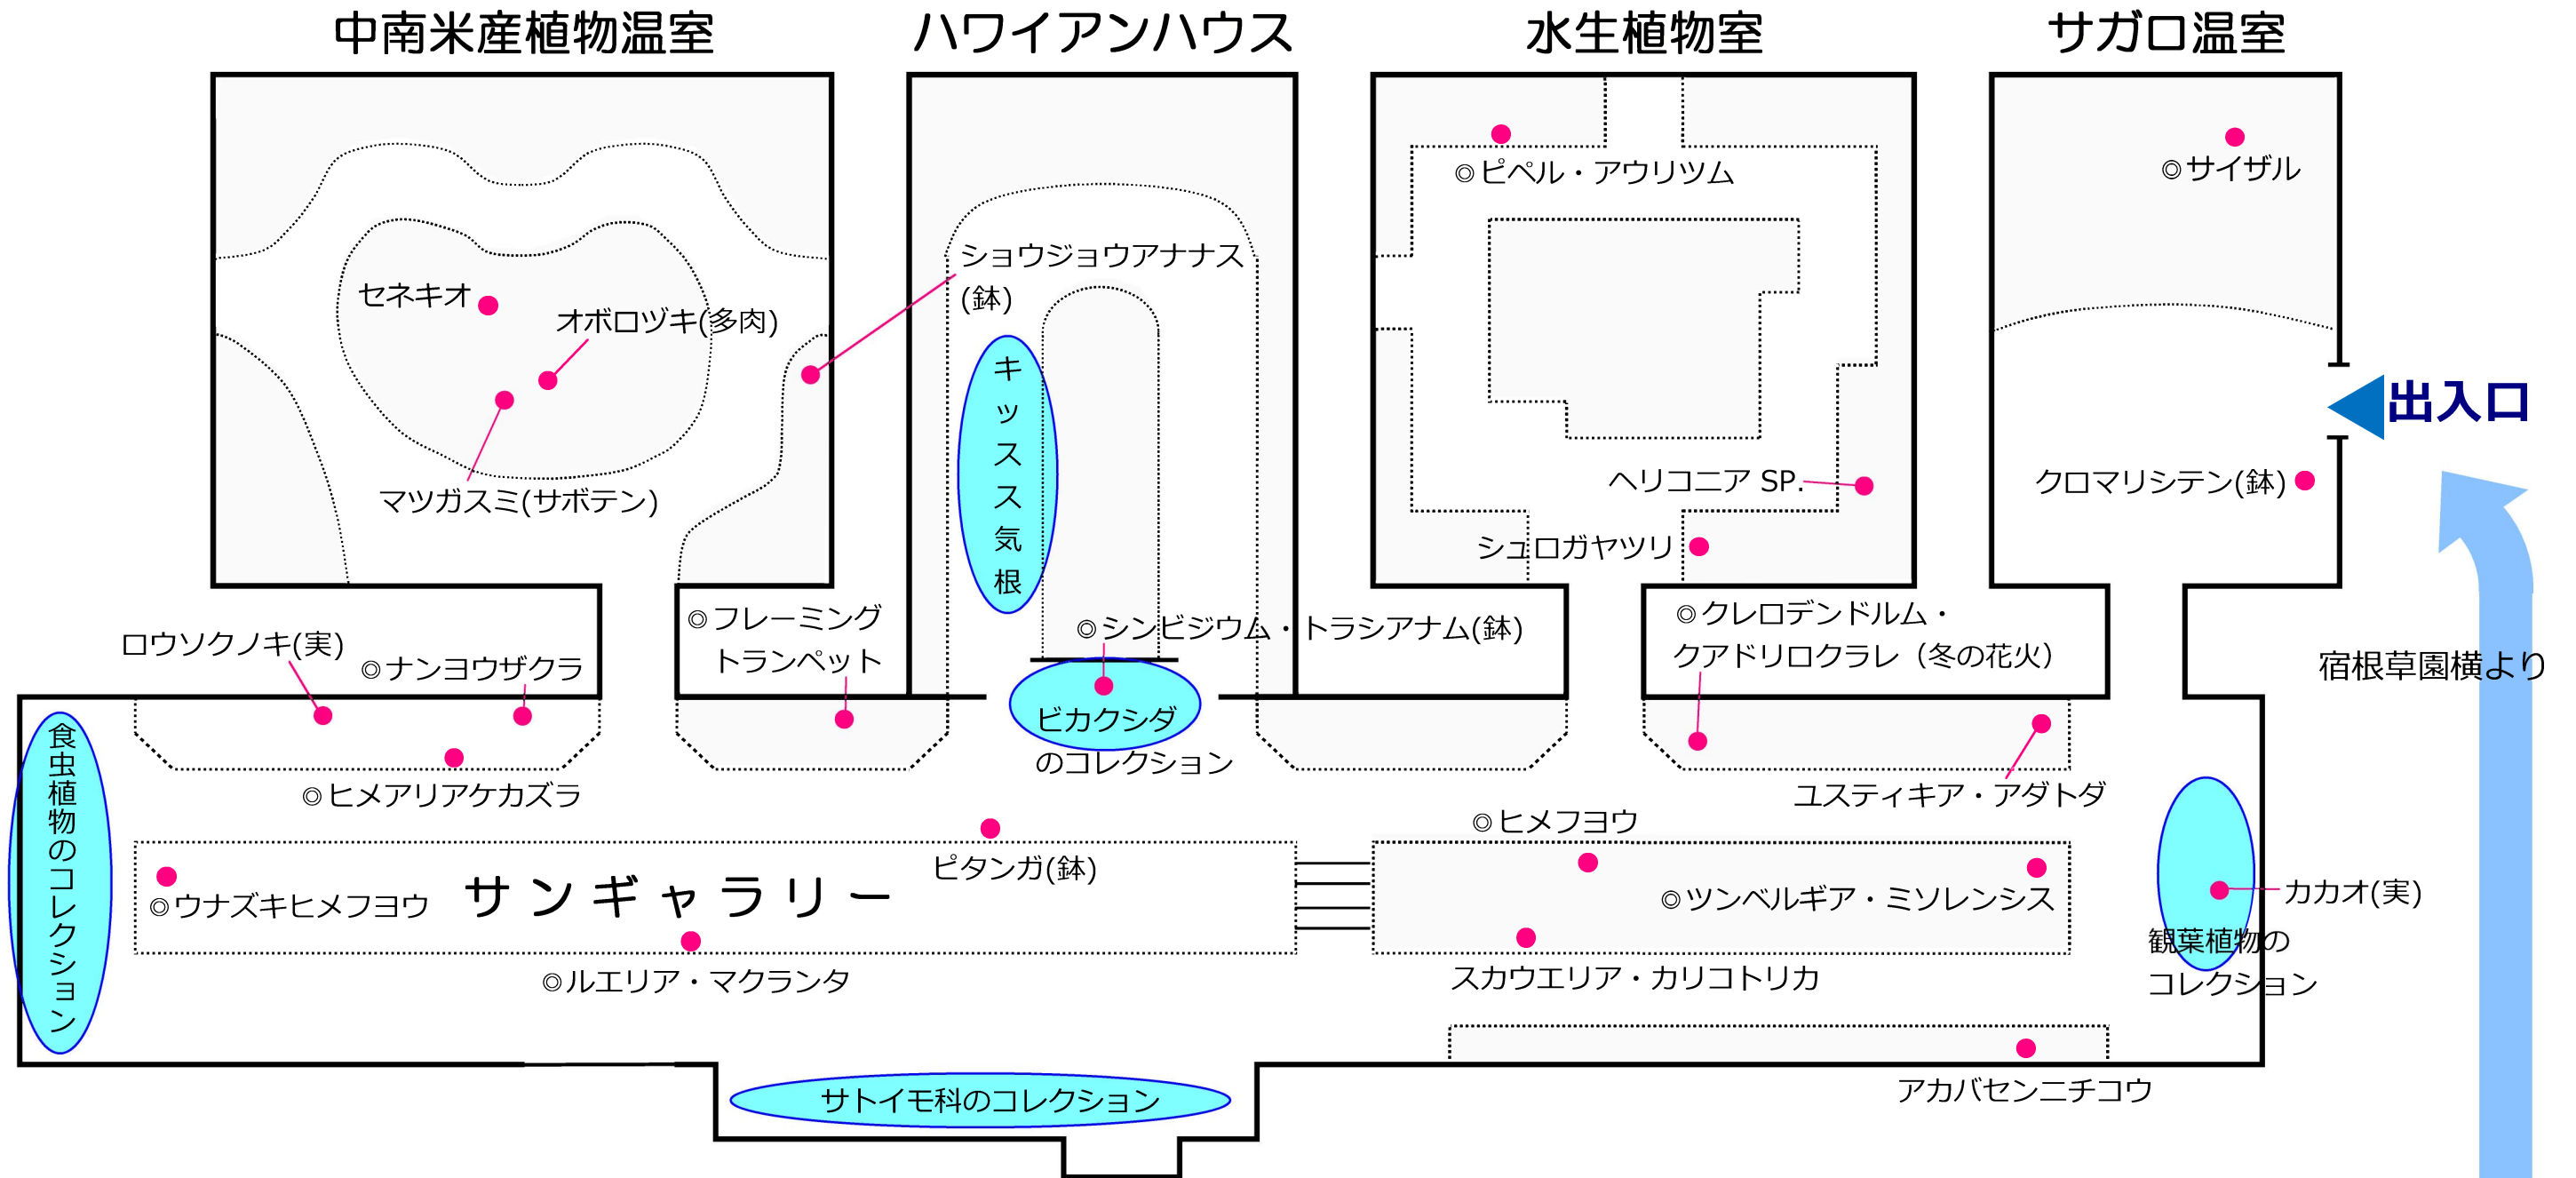 中南米産植物温室
ハワイアンハウス
水生植物室
サガロ温室
◎ピペル・アウリツム
◎サイザル
ショウジョウアナナス
(鉢)
セネキオ
オボロヅキ(多肉)
キッスス気根
出入口
マツガスミ(サボテン)
ヘリコニア SP.
クロマリシテン(鉢)
シュロガヤツリ
ロウソクノキ(実)
◎ナンヨウザクラ
◎フレーミング
トランペット
◎シンビジウム・トラシアナム(鉢)
◎クレロデンドルム・
クアドリロクラレ（冬の花火）
宿根草園横より
食虫植物のコレクション
ビカクシダ
のコレクション
◎ヒメアリアケカズラ
ユスティキア・アダトダ
◎ヒメフヨウ
ピタンガ(鉢)
◎ウナズキヒメフヨウ
サンギャラリー
◎ツンベルギア・ミソレンシス
カカオ(実)
観葉植物の
コレクション
◎ルエリア・マクランタ
スカウエリア・カリコトリカ
サトイモ科のコレクション
アカバセンニチコウ